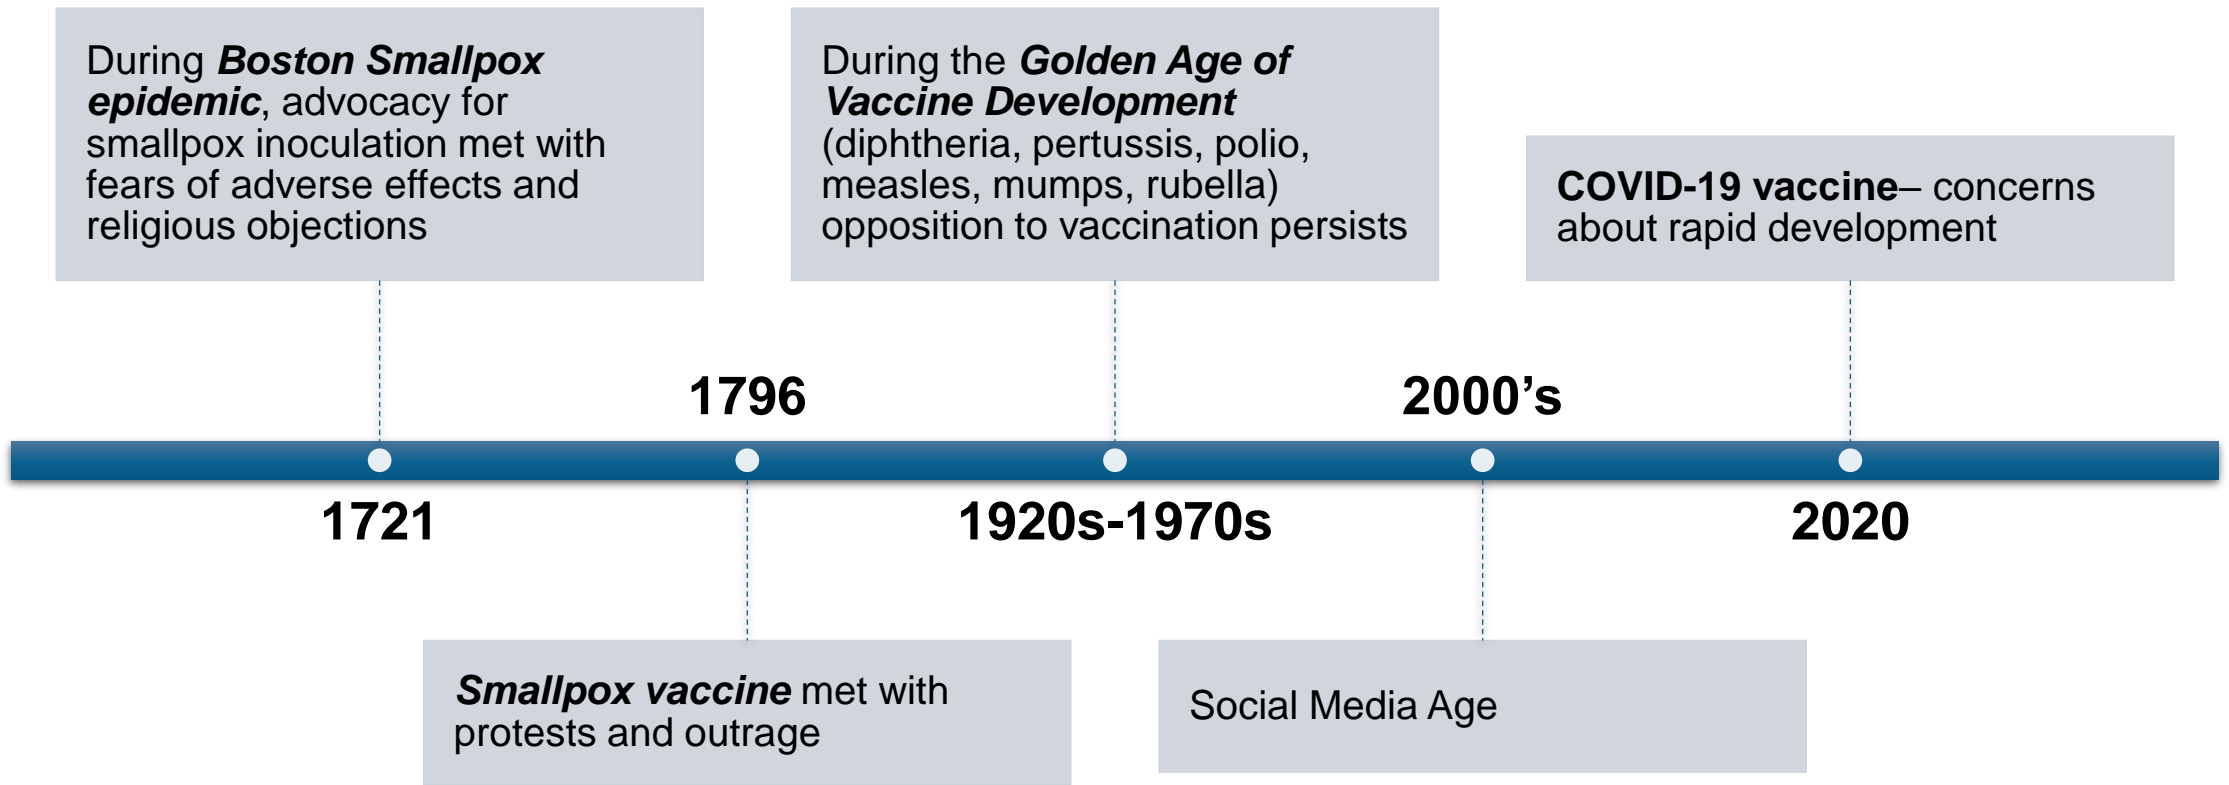 During Boston Smallpox
epidemic, advocacy for
smallpox inoculation met with
fears of adverse effects and
religious objections
During the Golden Age of
Vaccine Development
(diphtheria, pertussis, polio,
measles, mumps, rubella)
opposition to vaccination persists
COVID-19 vaccine– concerns
about rapid development
1796
2000’s
1721
1920s-1970s
2020
Smallpox vaccine met with
protests and outrage
Social Media Age